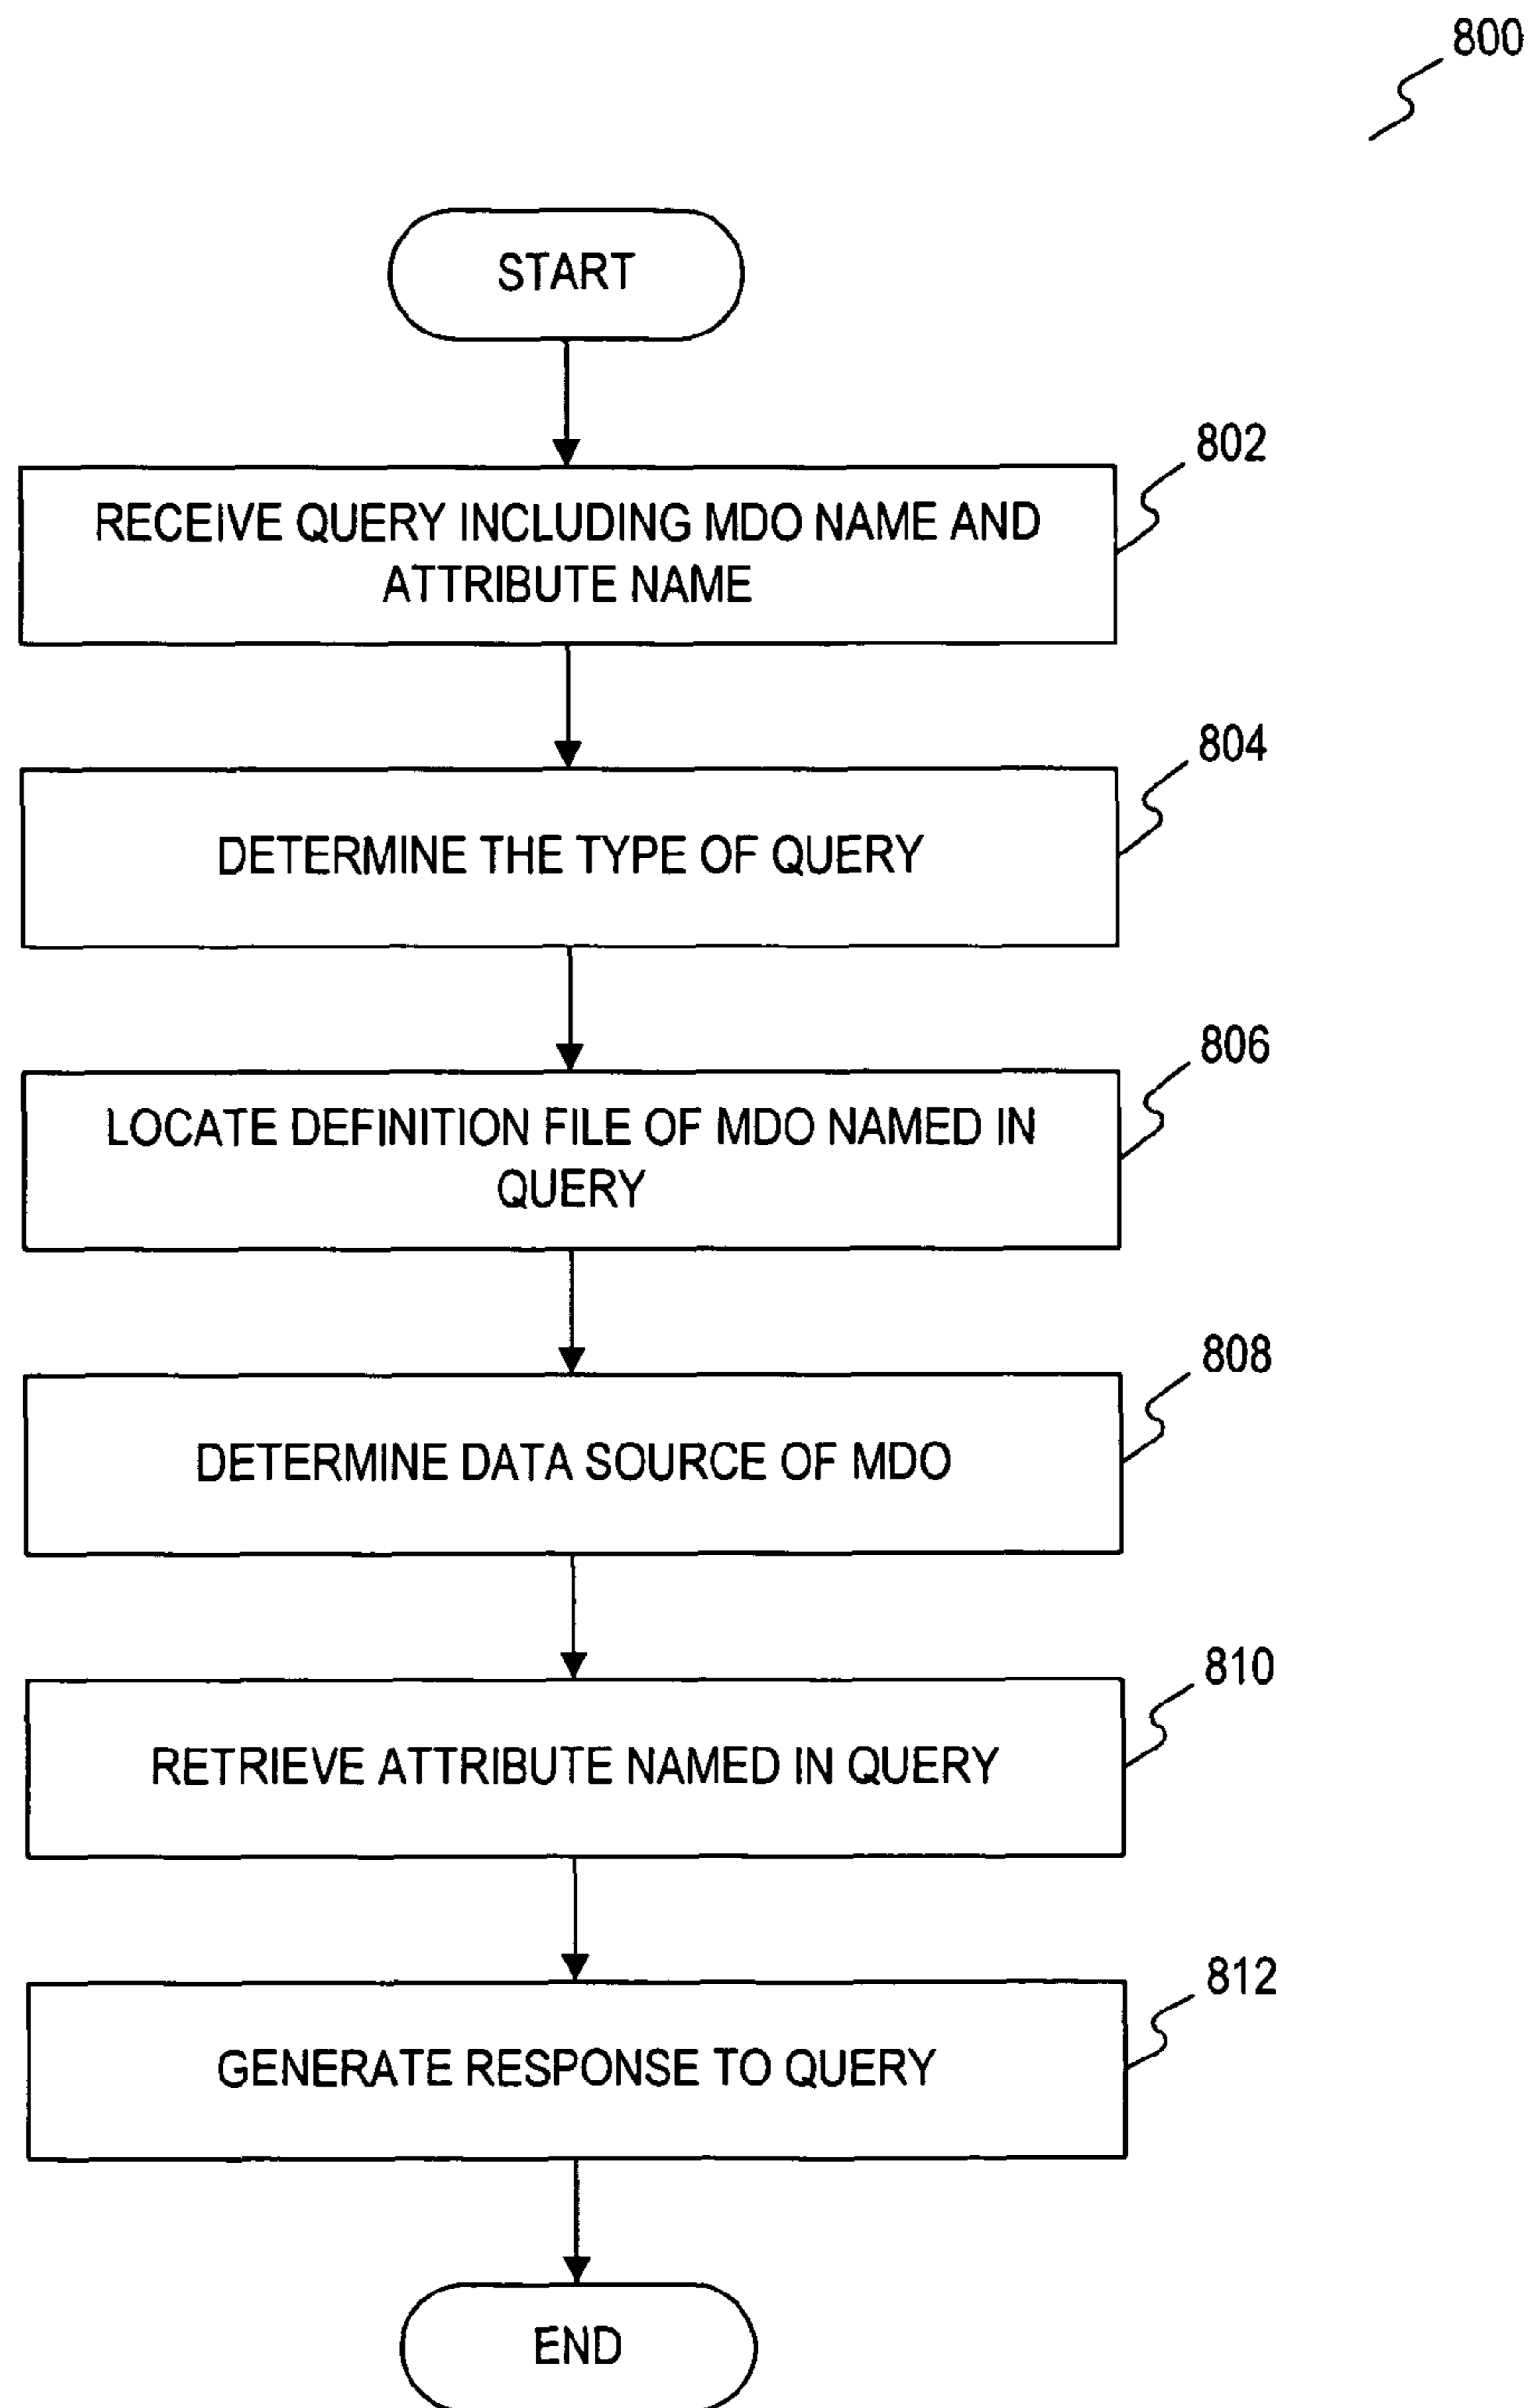 800
START
802
RECEIVE QUERY INCLUDING MDO NAME AND
ATTRIBUTE NAME
804
DETERMINE THE TYPE OF QUERY
806
LOCATE DEFINITION FILE OF MDO NAMED IN
QUERY
808
DETERMINE DATA SOURCE OF MDO
810
RETRIEVE ATTRIBUTE NAMED IN QUERY
812
GENERATE RESPONSE TO QUERY
END